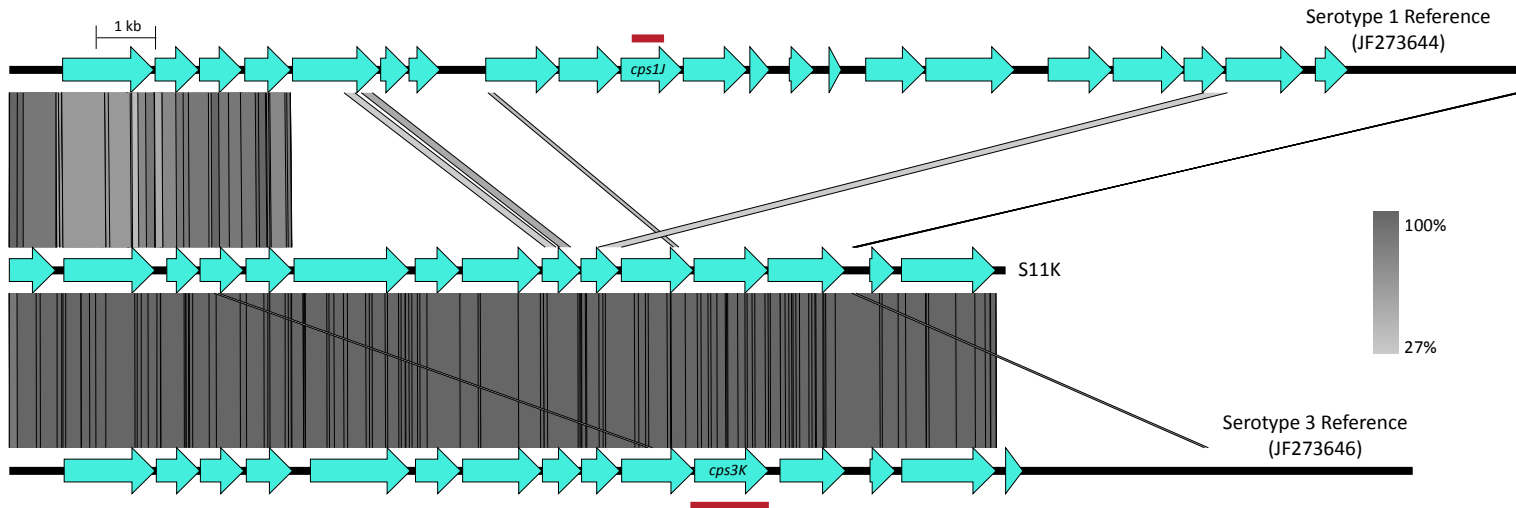 1 kb
Serotype 1 Reference
(JF273644)
cps1J
100%
S11K
27%
Serotype 3 Reference
(JF273646)
cps3K